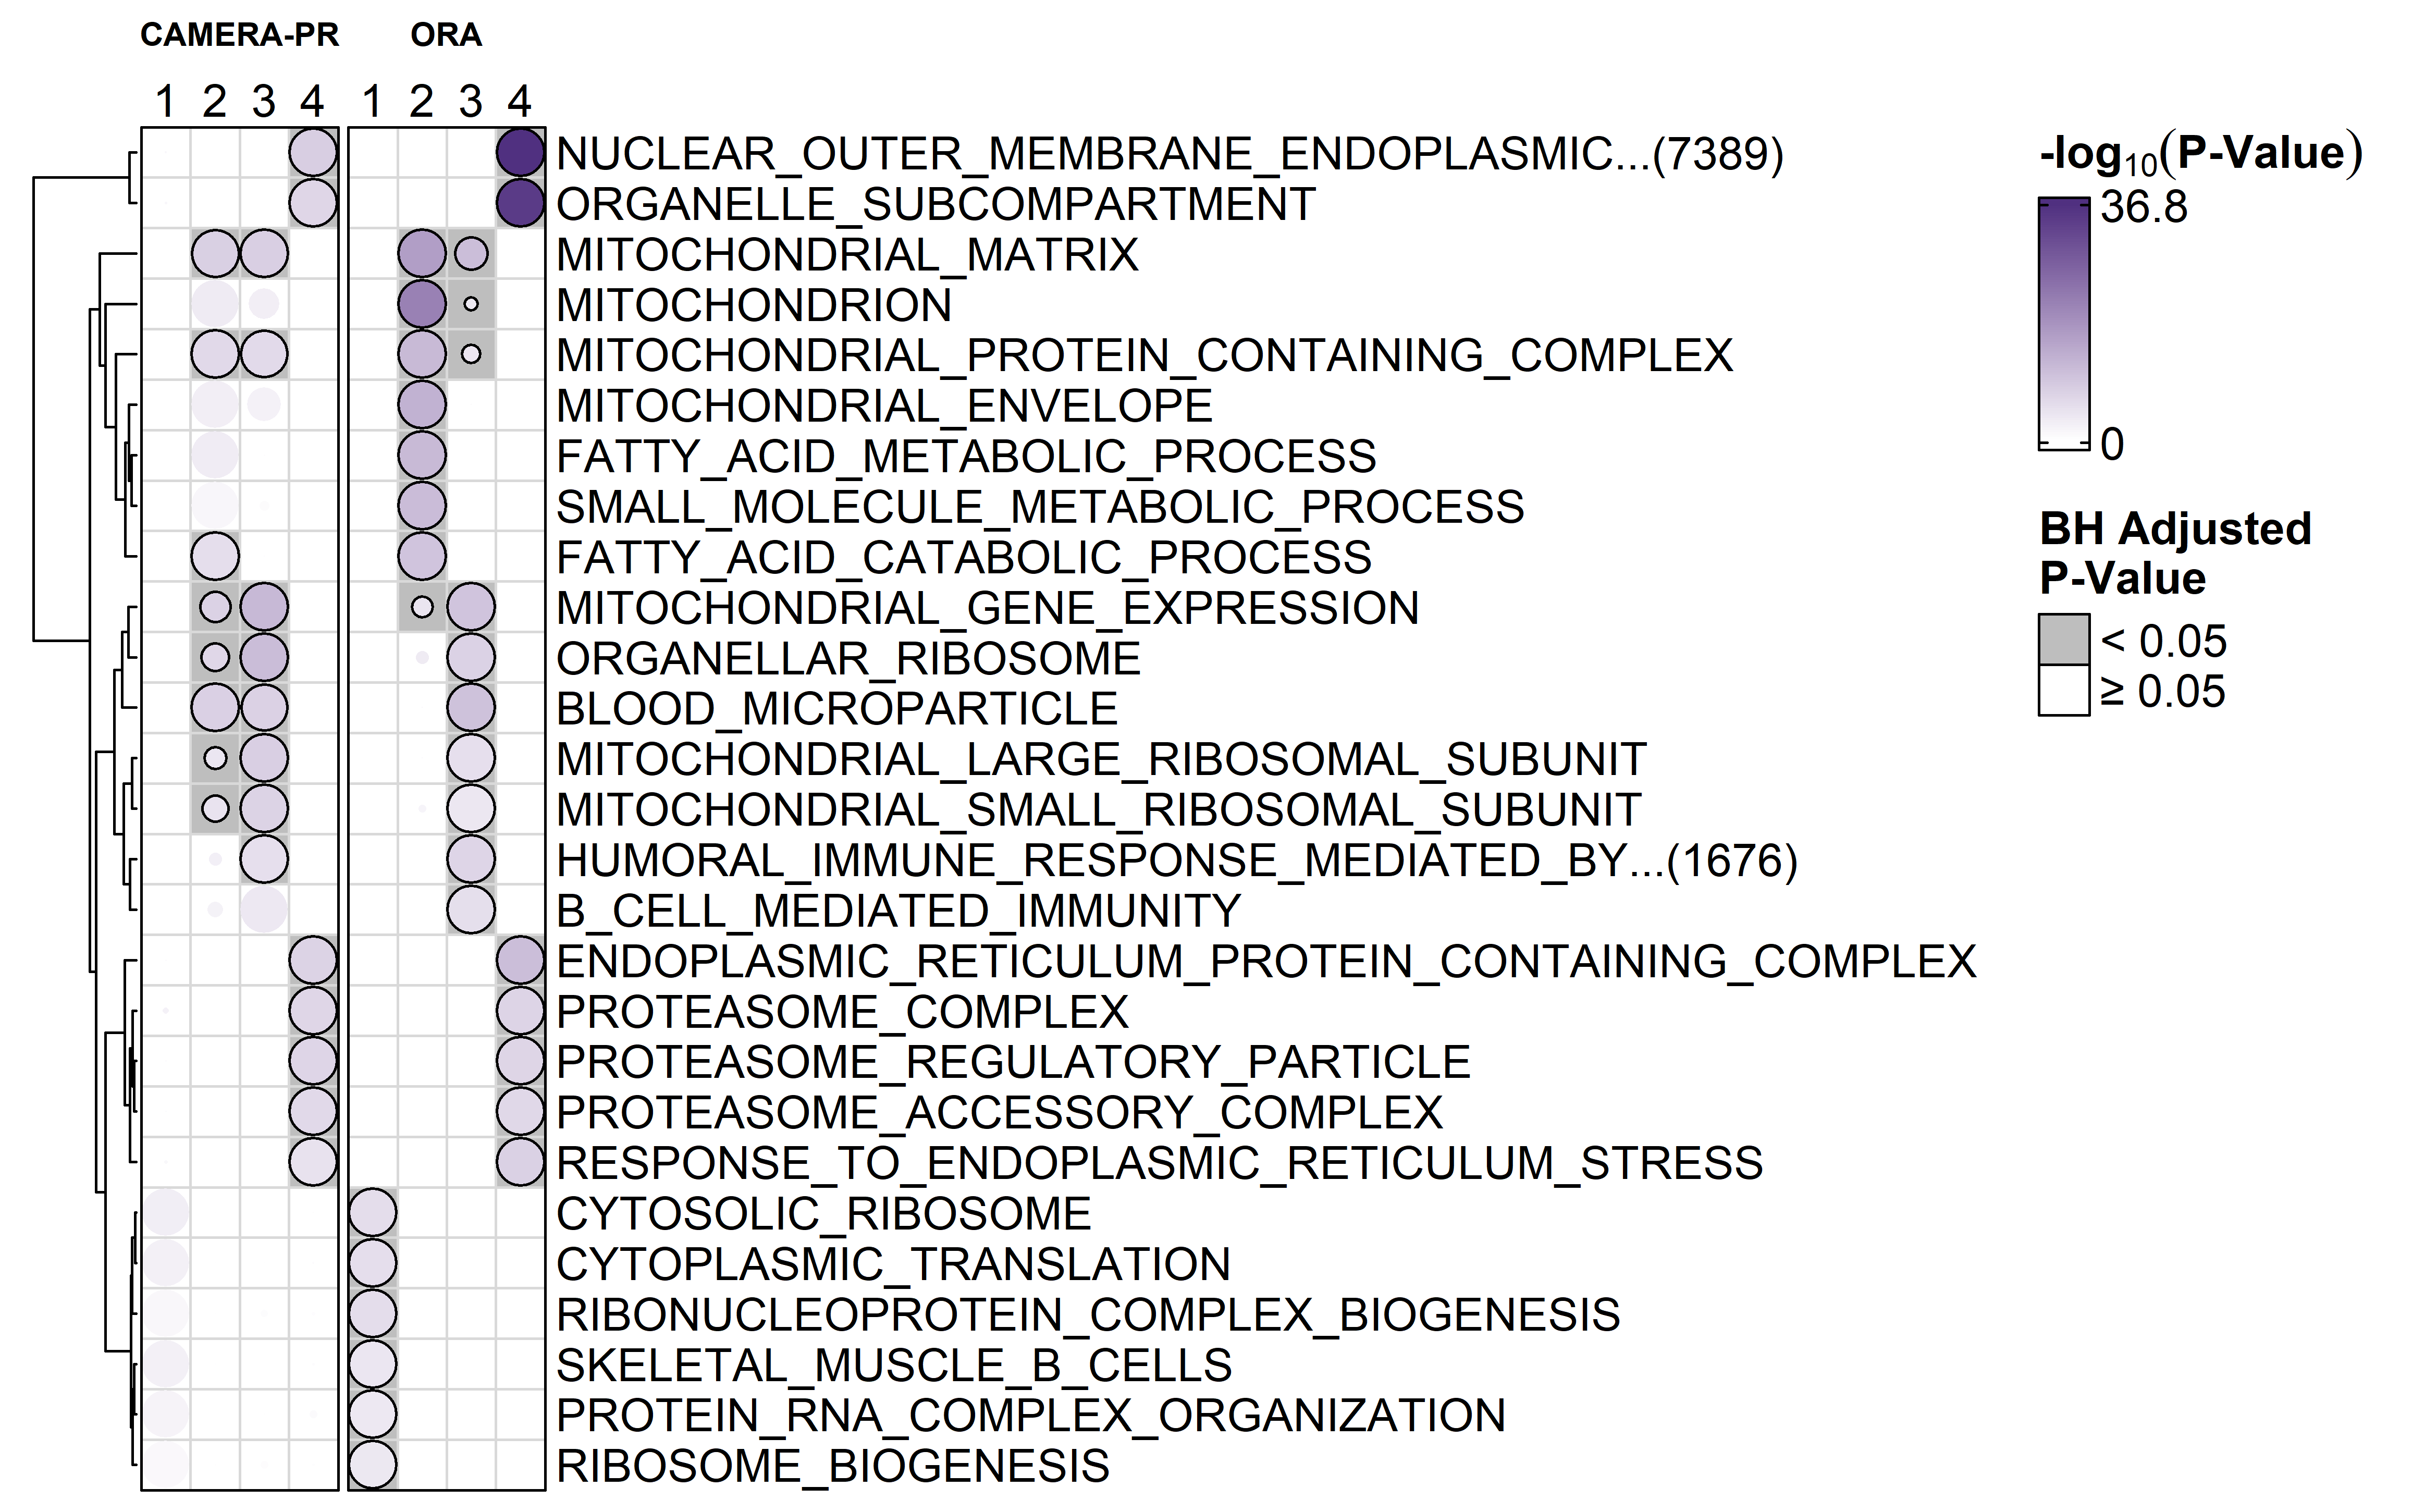 CAMERA-PR ORA
1 2 3 4 1 2 3 4
NUCLEAR_OUTER_MEMBRANE_ENDOPLASMIC...(7389)
ORGANELLE_SUBCOMPARTMENT
MITOCHONDRIAL_MATRIX
MITOCHONDRION
MITOCHONDRIAL_PROTEIN_CONTAINING_COMPLEX
MITOCHONDRIAL_ENVELOPE
FATTY_ACID_METABOLIC_PROCESS
SMALL_MOLECULE_METABOLIC_PROCESS
FATTY_ACID_CATABOLIC_PROCESS
MITOCHONDRIAL_GENE_EXPRESSION
ORGANELLAR_RIBOSOME
BLOOD_MICROPARTICLE
MITOCHONDRIAL_LARGE_RIBOSOMAL_SUBUNIT
MITOCHONDRIAL_SMALL_RIBOSOMAL_SUBUNIT
HUMORAL_IMMUNE_RESPONSE_MEDIATED_BY...(1676)
B_CELL_MEDIATED_IMMUNITY
ENDOPLASMIC_RETICULUM_PROTEIN_CONTAINING_COMPLEX
PROTEASOME_COMPLEX
PROTEASOME_REGULATORY_PARTICLE
PROTEASOME_ACCESSORY_COMPLEX
RESPONSE_TO_ENDOPLASMIC_RETICULUM_STRESS
CYTOSOLIC_RIBOSOME
CYTOPLASMIC_TRANSLATION
RIBONUCLEOPROTEIN_COMPLEX_BIOGENESIS
SKELETAL_MUSCLE_B_CELLS
PROTEIN_RNA_COMPLEX_ORGANIZATION
RIBOSOME_BIOGENESIS
-log10(P-Value)
36.8
0
BH Adjusted
P-Value
< 0.05
≥ 0.05